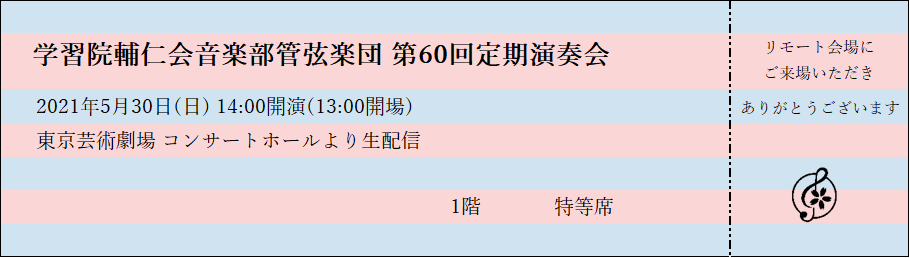 学習院輔仁会音楽部管弦楽団 第60回定期演奏会
2021年5月30日(日) 14:00開演(13:00開場)
東京芸術劇場 コンサートホールより生配信
1階 特等席
リモート会場に
ご来場いただき
ありがとうございます